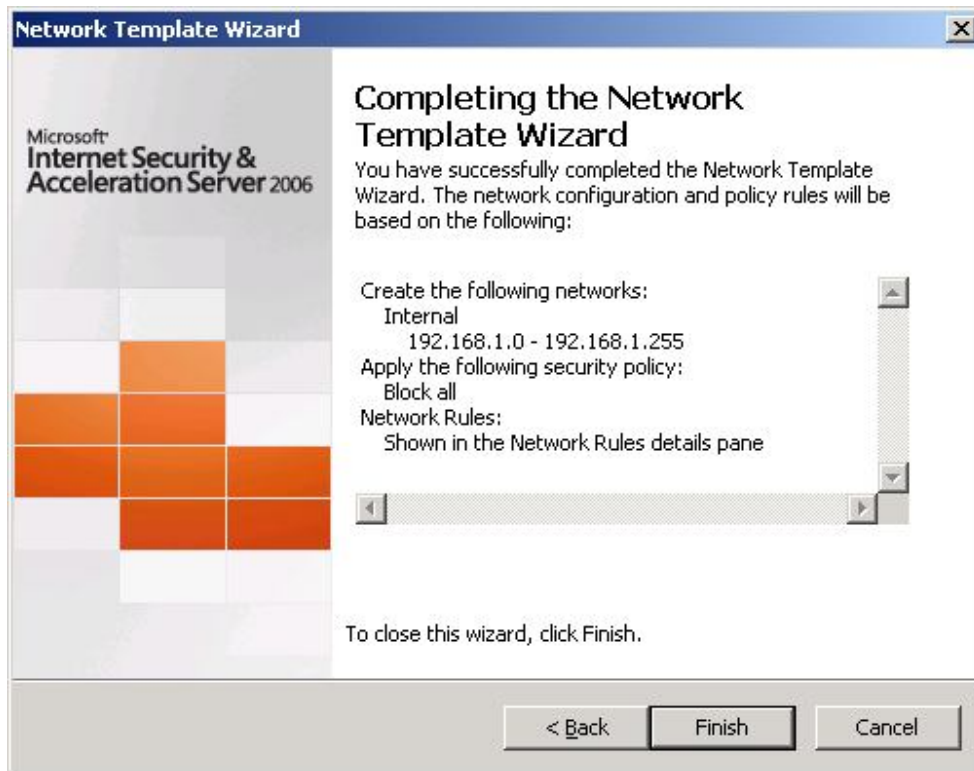 Network Template Wizard
Microsoft
Internet Security &
Acceleration Server 2006
Completing the Network
Template Wizard
You have successfully completed the Network Template
Wizard. The network configuration and policy rules will be
based on the following:
Create the following networks:
Internal
192.168.1.0 - 192.168.1.255
Apply the following security policy:
Block all
Network Rules:
Shown in the Network Rules details pane
To close this wizard, click Finish.
< Back
Finish
Cancel